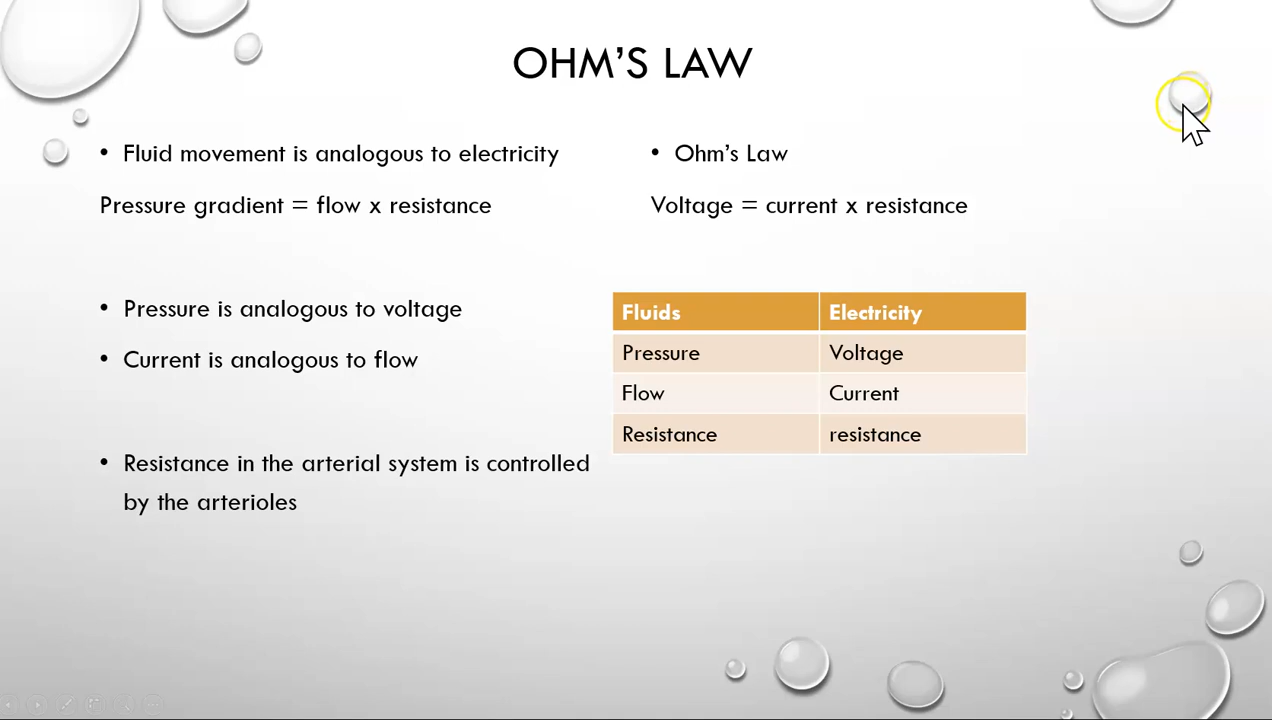 OHM'S LAW
• Fluid movement is analogous to electricity
Pressure gradient = flow x resistance
• Pressure is analogous to voltage
• Current is analogous to flow
• Resistance in the arterial system is controlled
by the arterioles
• Ohm's Law
Voltage = current x resistance
Fluids Electricity
Pressure Voltage
Flow Current
Resistance resistance